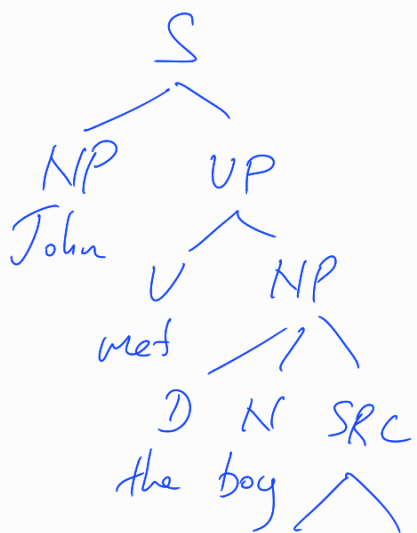 S
NP VP
John
V NP
met
D N SRC
the boy